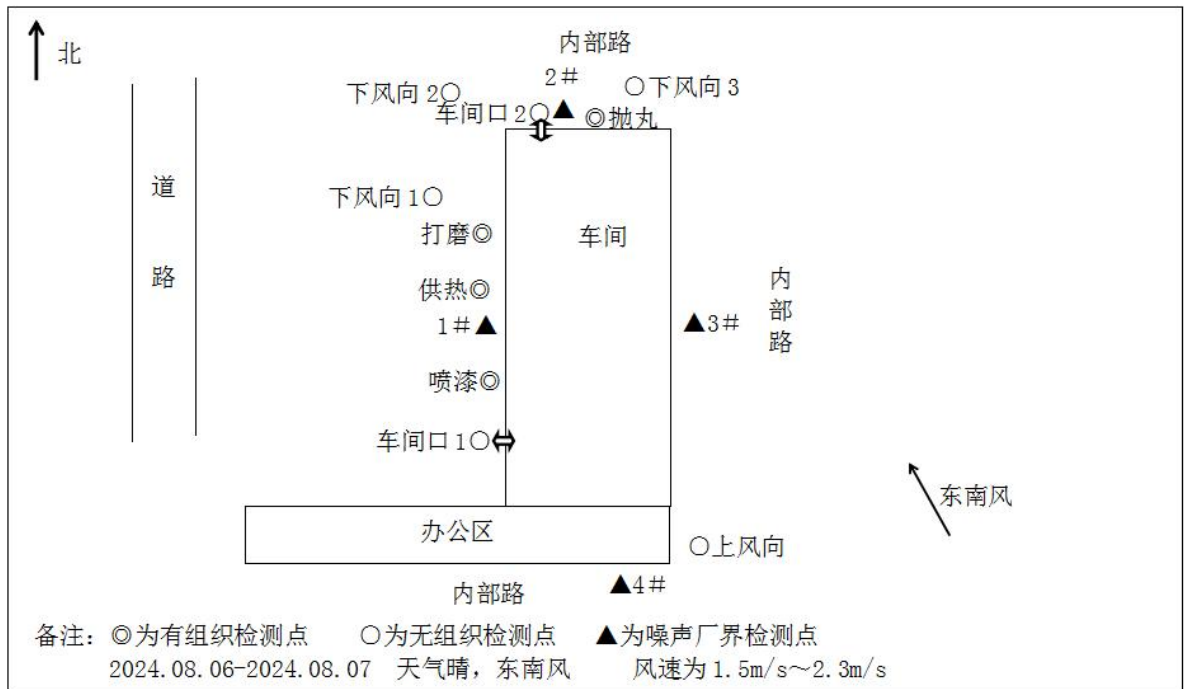 北
内部路
2＃
○下风向 3
下风向 2○
车间口 2○▲
◎抛丸
道路
下风向 1○
打磨◎
车间
供热◎
内部路
1＃▲
▲3＃
喷漆◎
车间口 1○
东南风
办公区
○上风向
内部路
▲4＃
备注：◎为有组织检测点 ○为无组织检测点 ▲为噪声厂界检测点
2024.08.06-2024.08.07 天气晴，东南风 风速为 1.5m/s～2.3m/s